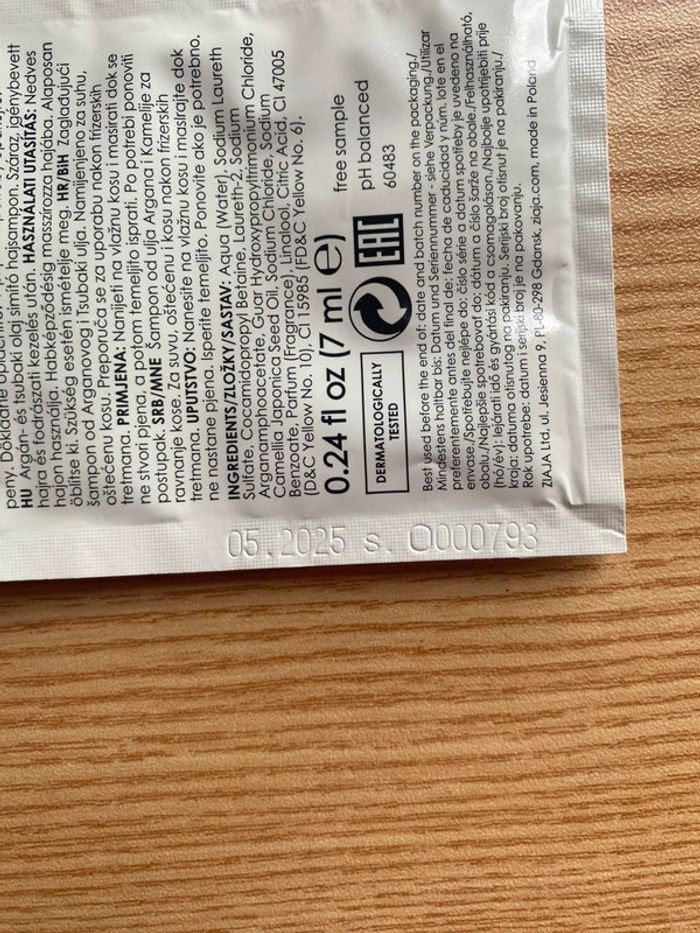 peny. Dôkladne opláchnite.
HU Argán- és tsubaki olaj simító hajsampon. Száraz, igénybevett
hajra és fodrászati kezelés után. HASZNÁLATI UTASÍTÁS: Nedves
hajon használja. Habképződésig masszírozza hajába. Alaposan
öblítse ki. Szükség esetén ismételje meg. HR/BiH Zaglađujući
šampon od Arganovog i Tsubaki ulja. Namijenjeno za suhu,
oštećenu kosu. Preporuča se za uporabu nakon frizerskih
tretmana. PRIMJENA: Nanijeti na vlažnu kosu i masirati dok se
ne stvori pjena, a potom temeljito isprati. Po potrebi ponoviti
postupak. SRB/MNE Šampon od ulja Argana i Kamelije za
ravnanje kose. Za suvu, oštećenu i kosu nakon frizerskih
tretmana. UPUTSTVO: Nanesite na vlažnu kosu i masirajte dok
ne nastane pjena. Isperite temeljito. Ponovite ako je potrebno.
INGREDIENTS/ZLOŽKY/SASTAV: Aqua (Water), Sodium Laureth
Sulfate, Cocamidopropyl Betaine, Laureth-2, Sodium
Arganamphoacetate, Guar Hydroxypropyltrimonium Chloride,
Camellia Japonica Seed Oil, Sodium Chloride, Sodium
Benzoate, Parfum (Fragrance), Linalool, Citric Acid, CI 47005
(D&C Yellow No. 10), CI 15985 (FD&C Yellow No. 6).
0.24 fl oz (7 ml ℮)
free sample
DERMATOLOGICALLY
TESTED
EAC
pH balanced
60483
Best used before the end of: date and batch number on the packaging./
Mindestens haltbar bis: Datum und Seriennummer - siehe Verpackung./Utilizar
preferentemente antes del final de: fecha de caducidad y núm. lote en el
envase./Spotřebujte nejlépe do: číslo série a datum spotřeby je uvedeno na
obalu./Najlepšie spotrebovať do: dátum a číslo šarže na obale./Felhasználható,
(hó/év): lejárati idő és gyártási kód a csomagoláson./Najbolje upotrijebiti prije
kraja: datuma otisnutog na pakiranju. Serijski broj otisnut je na pakiranju./
Rok upotrebe: datum i serijski broj je na pakovanju.
ZIAJA Ltd, ul. Jesienna 9, PL-80-298 Gdansk, ziaja.com, made in Poland
05.2025 s. O000793